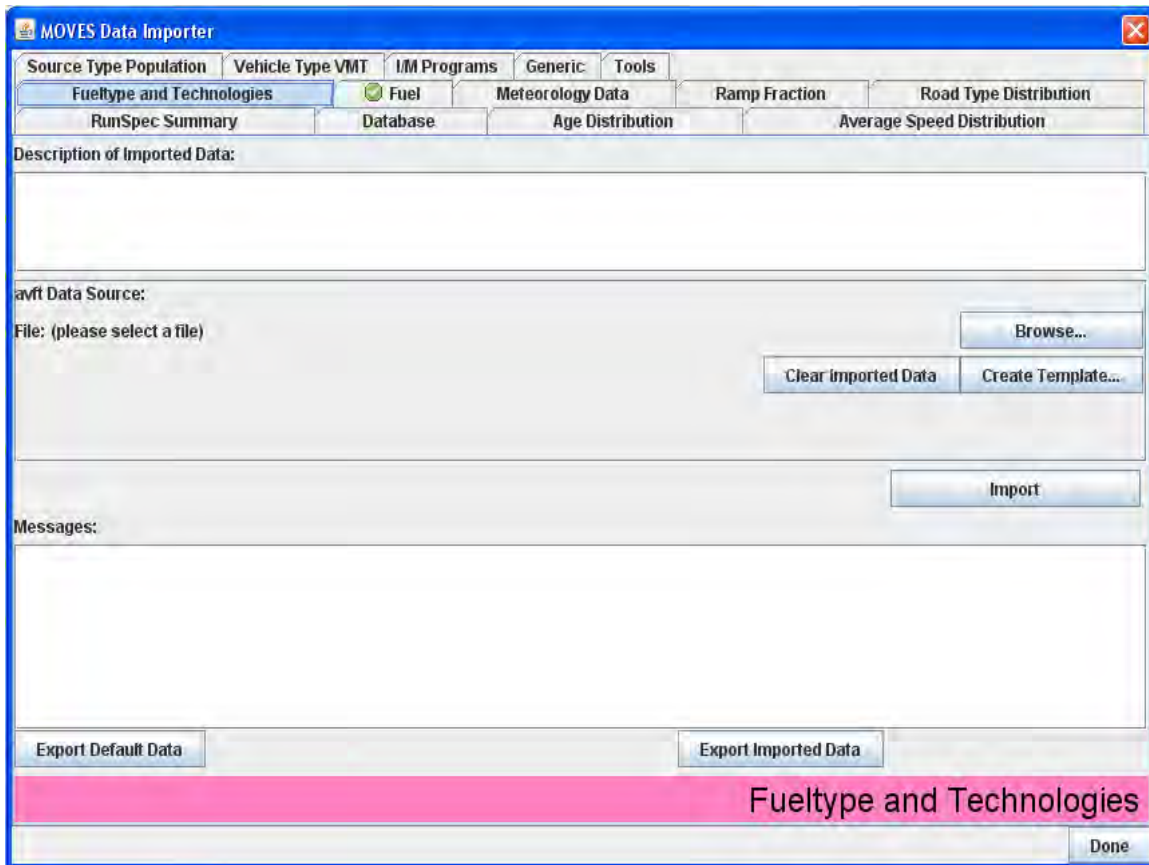 MOVES Data Importer
Source Type Population Vehicle Type VMT I/M Programs Generic Tools
Fueltype and Technologies Fuel Meteorology Data Ramp Fraction Road Type Distribution
RunSpec Summary Database Age Distribution Average Speed Distribution
Description of Imported Data:
avft Data Source:
File: (please select a file) Browse...
Clear Imported Data Create Template...
Import
Messages:
Export Default Data Export Imported Data
Fueltype and Technologies
Done